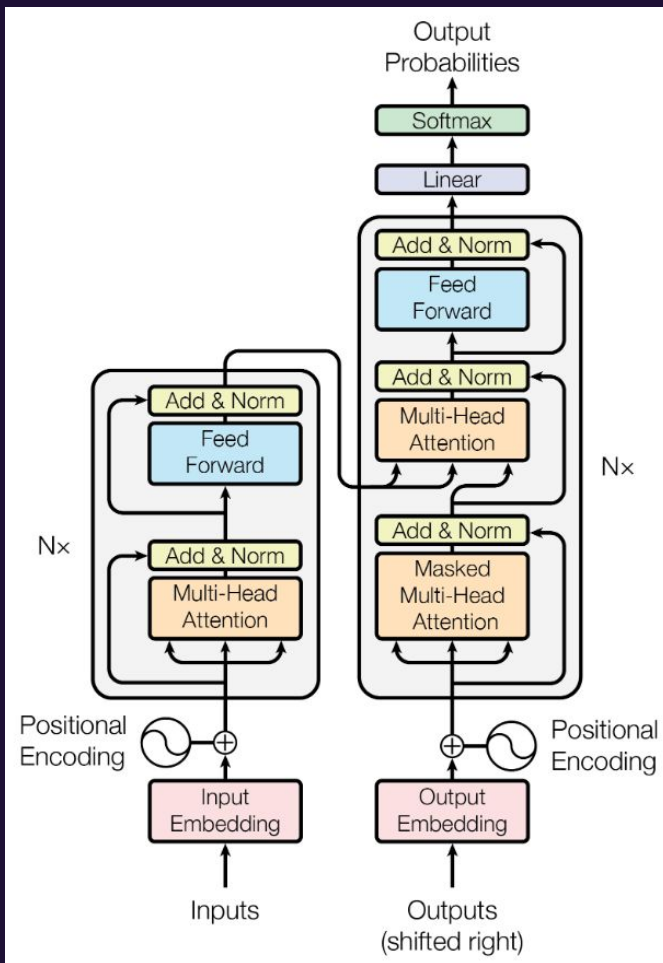 Output
Probabilities
Softmax
Linear
Add & Norm
Feed
Forward
Add & Norm
Multi-Head
Attention
Add & Norm
Masked
Multi-Head
Attention
Nx
Add & Norm
Feed
Forward
Add & Norm
Multi-Head
Attention
Nx
Positional
Encoding
Positional
Encoding
Input
Embedding
Output
Embedding
Inputs
Outputs
(shifted right)